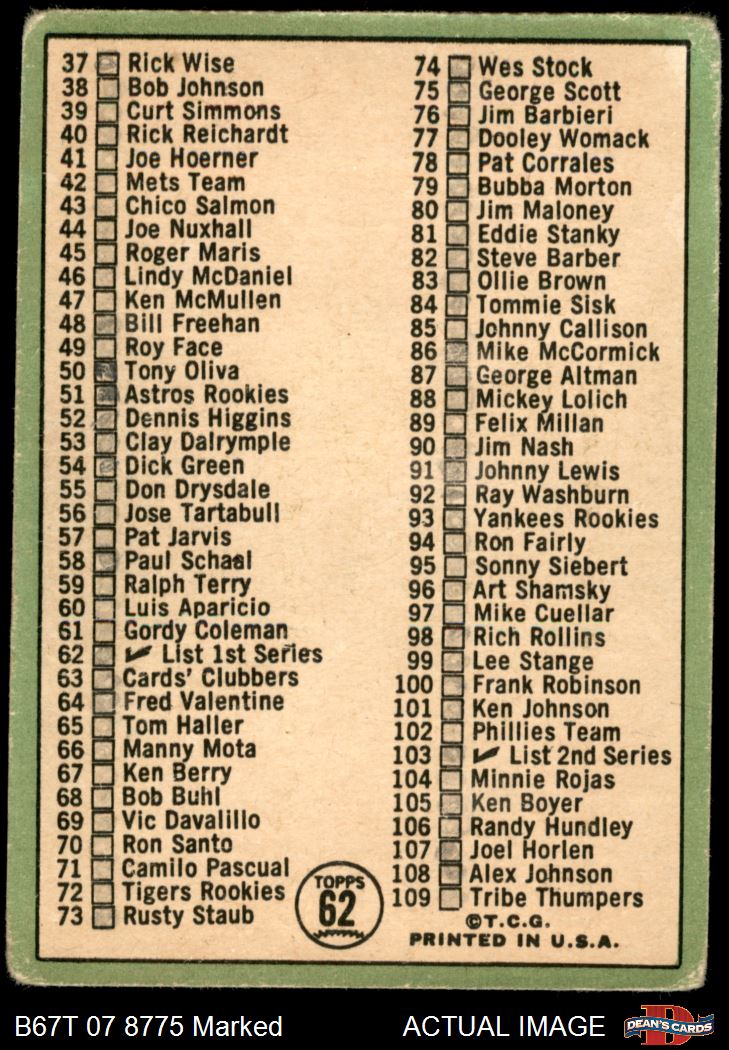 37 Rick Wise
38 Bob Johnson
39 Curt Simmons
40 Rick Reichardt
41 Joe Hoerner
42 Mets Team
43 Chico Salmon
44 Joe Nuxhall
45 Roger Maris
46 Lindy McDaniel
47 Ken McMullen
48 Bill Freehan
49 Roy Face
50 Tony Oliva
51 Astros Rookies
52 Dennis Higgins
53 Clay Dalrymple
54 Dick Green
55 Don Drysdale
56 Jose Tartabull
57 Pat Jarvis
58 Paul Schaal
59 Ralph Terry
60 Luis Aparicio
61 Gordy Coleman
62 ✓ List 1st Series
63 Cards' Clubbers
64 Fred Valentine
65 Tom Haller
66 Manny Mota
67 Ken Berry
68 Bob Buhl
69 Vic Davalillo
70 Ron Santo
71 Camilo Pascual
72 Tigers Rookies
73 Rusty Staub
TOPPS
62
74 Wes Stock
75 George Scott
76 Jim Barbieri
77 Dooley Womack
78 Pat Corrales
79 Bubba Morton
80 Jim Maloney
81 Eddie Stanky
82 Steve Barber
83 Ollie Brown
84 Tommie Sisk
85 Johnny Callison
86 Mike McCormick
87 George Altman
88 Mickey Lolich
89 Felix Millan
90 Jim Nash
91 Johnny Lewis
92 Ray Washburn
93 Yankees Rookies
94 Ron Fairly
95 Sonny Siebert
96 Art Shamsky
97 Mike Cuellar
98 Rich Rollins
99 Lee Stange
100 Frank Robinson
101 Ken Johnson
102 Phillies Team
103 ✓ List 2nd Series
104 Minnie Rojas
105 Ken Boyer
106 Randy Hundley
107 Joel Horlen
108 Alex Johnson
109 Tribe Thumpers
©T.C.G.
PRINTED IN U.S.A.
B67T 07 8775 Marked
ACTUAL IMAGE
D
DEAN'S CARDS